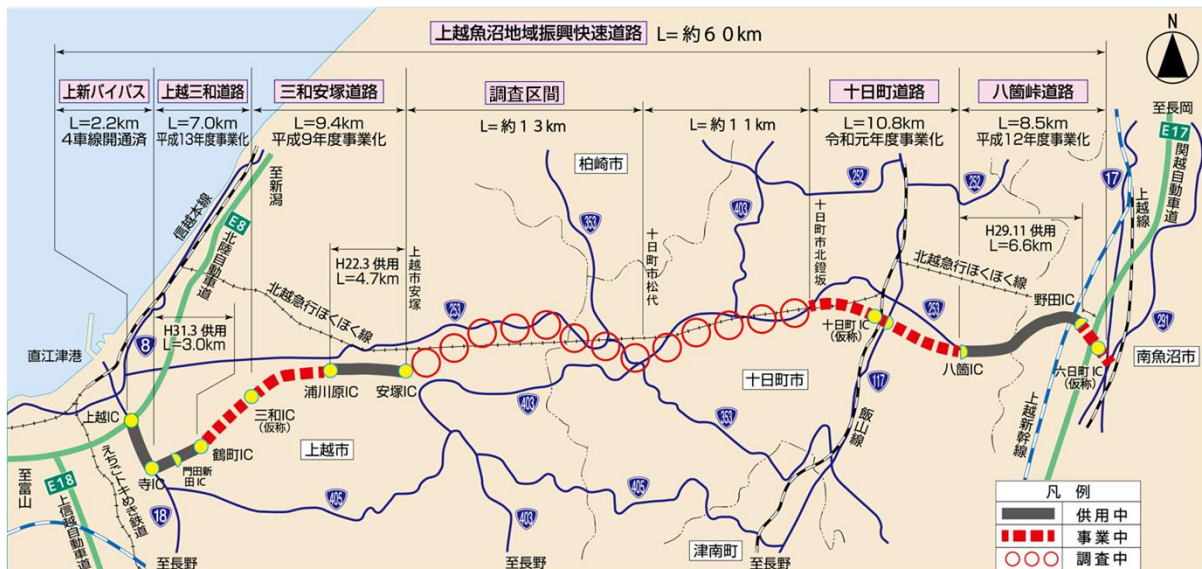 上越魚沼地域振興快速道路 L=約60km
N
上新バイパス
L=2.2km
4車線開通済
上越三和道路
L=7.0km
平成13年度事業化
三和安塚道路
L=9.4km
平成9年度事業化
調査区間
L=約13km
L=約11km
十日町道路
L=10.8km
令和元年度事業化
八箇峠道路
L=8.5km
平成12年度事業化
至長岡
E17
関越自動車道
17
上越線
291
南魚沼市
柏崎市
252
252
353
403
信越本線
至新潟
E8
北陸自動車道
H22.3 供用
L=4.7km
上越市安塚
十日町市松代
十日町市北鐙坂
H29.11 供用
L=6.6km
北越急行ほくほく線
北越急行ほくほく線
野田IC
253
253
H31.3 供用
L=3.0km
直江津港
8
十日町IC
(仮称)
八箇IC
六日町IC
(仮称)
浦川原IC
安塚IC
十日町市
117
飯山線
上越新幹線
三和IC
(仮称)
上越IC
鶴町IC
門田新
田IC
寺IC
上越市
403
353
405
405
403
至富山
E18
上信越自動車道
えちごトキめき鉄道
18
至長野
至長野
津南町
至長野
凡 例
供用中
事業中
調査中